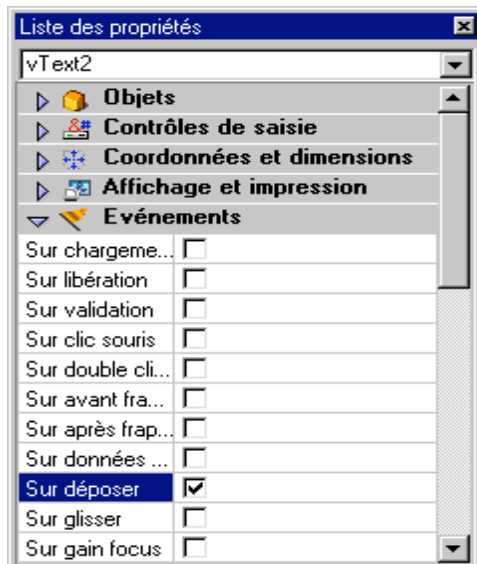 Liste des propriétés
vText2
Objets
Contrôles de saisie
Coordonnées et dimensions
Affichage et impression
Evénements
Sur chargeme...
Sur libération
Sur validation
Sur clic souris
Sur double cli...
Sur avant fra...
Sur après frap...
Sur données ...
Sur déposer
Sur glisser
Sur gain focus